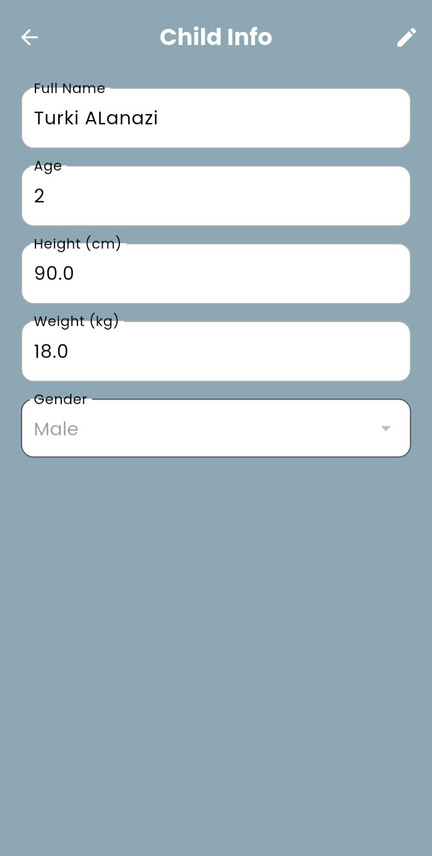 Child Info
Full Name
Turki ALanazi
Age
2
Height (cm)
90.0
Weight (kg)
18.0
Gender
Male